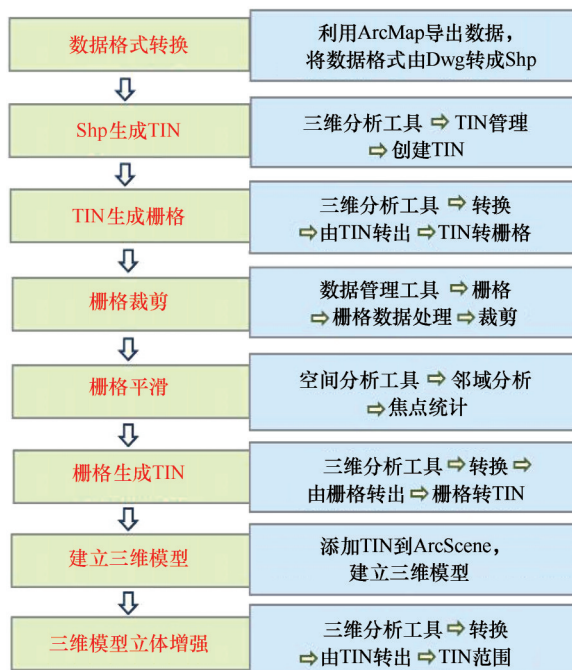 数据格式转换
利用ArcMap导出数据，
将数据格式由Dwg转成Shp
Shp生成TIN
三维分析工具 ⇨ TIN管理
⇨ 创建TIN
TIN生成栅格
三维分析工具 ⇨ 转换
⇨ 由TIN转出 ⇨ TIN转栅格
栅格裁剪
数据管理工具 ⇨ 栅格
⇨ 栅格数据处理 ⇨ 裁剪
栅格平滑
空间分析工具 ⇨ 邻域分析
⇨ 焦点统计
栅格生成TIN
三维分析工具 ⇨ 转换 ⇨
由栅格转出 ⇨ 栅格转TIN
建立三维模型
添加TIN到ArcScene，
建立三维模型
三维模型立体增强
三维分析工具 ⇨ 转换
⇨ 由TIN转出 ⇨ TIN范围